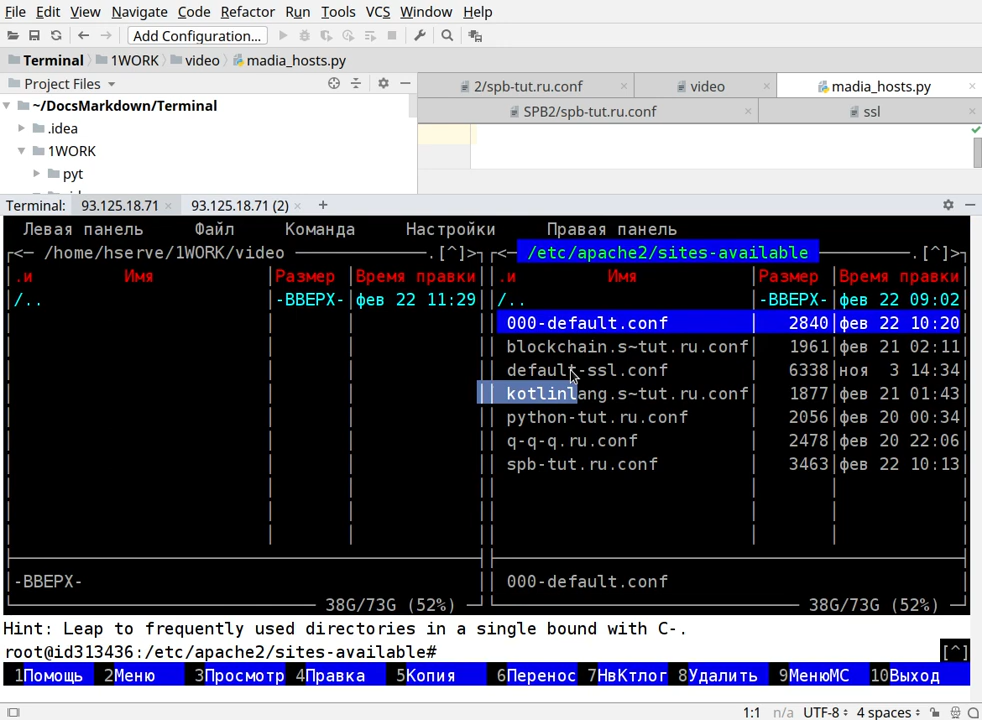 File Edit View Navigate Code Refactor Run Tools VCS Window Help
Add Configuration...
Terminal 1WORK video madia_hosts.py
Project Files
2/spb-tut.ru.conf video madia_hosts.py
~/DocsMarkdown/Terminal
SPB2/spb-tut.ru.conf ssl
.idea
1WORK
pyt
Terminal: 93.125.18.71 93.125.18.71 (2) +
Левая панель Файл Команда Настройки Правая панель
<— /home/hserve/1WORK/video .[^]> <— /etc/apache2/sites-available .[^]>
.и Имя Размер Время правки .и Имя Размер Время правки
/.. -ВВЕРХ- фев 22 11:29 /.. -ВВЕРХ- фев 22 09:02
000-default.conf 2840 фев 22 10:20
blockchain.s~tut.ru.conf 1961 фев 21 02:11
default-ssl.conf 6338 ноя 3 14:34
kotlinlang.s~tut.ru.conf 1877 фев 21 01:43
python-tut.ru.conf 2056 фев 20 00:34
q-q-q.ru.conf 2478 фев 20 22:06
spb-tut.ru.conf 3463 фев 22 10:13
-ВВЕРХ- 000-default.conf
38G/73G (52%) 38G/73G (52%)
Hint: Leap to frequently used directories in a single bound with C-.
root@id313436:/etc/apache2/sites-available# [^]
1Помощь 2Меню 3Просмотр 4Правка 5Копия 6Перенос 7НвКтлог 8Удалить 9МенюМС 10Выход
1:1 n/a UTF-8 4 spaces